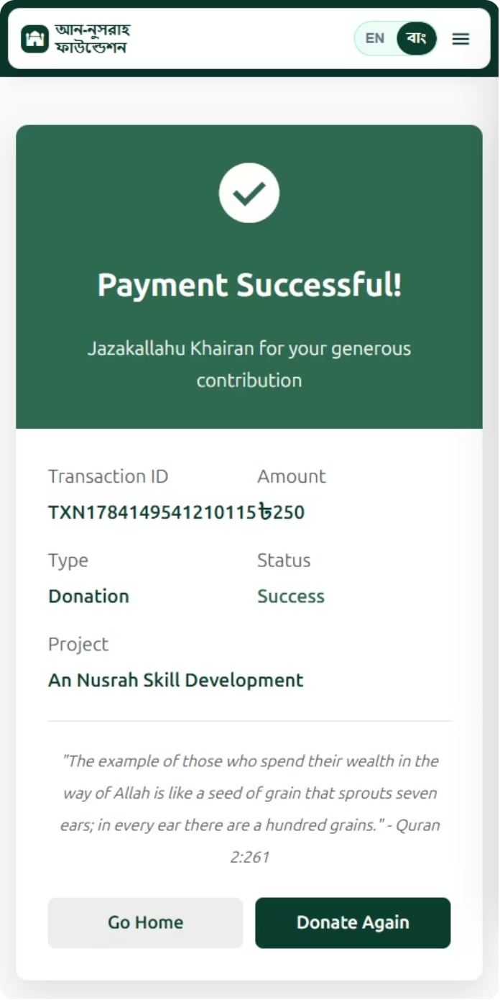 আন-নুসরাহ
ফাউন্ডেশন
EN বাং
Payment Successful!
Jazakallahu Khairan for your generous
contribution
Transaction ID Amount
TXN1784149541210115 ৳250
Type Status
Donation Success
Project
An Nusrah Skill Development
"The example of those who spend their wealth in the
way of Allah is like a seed of grain that sprouts seven
ears; in every ear there are a hundred grains." - Quran
2:261
Go Home Donate Again